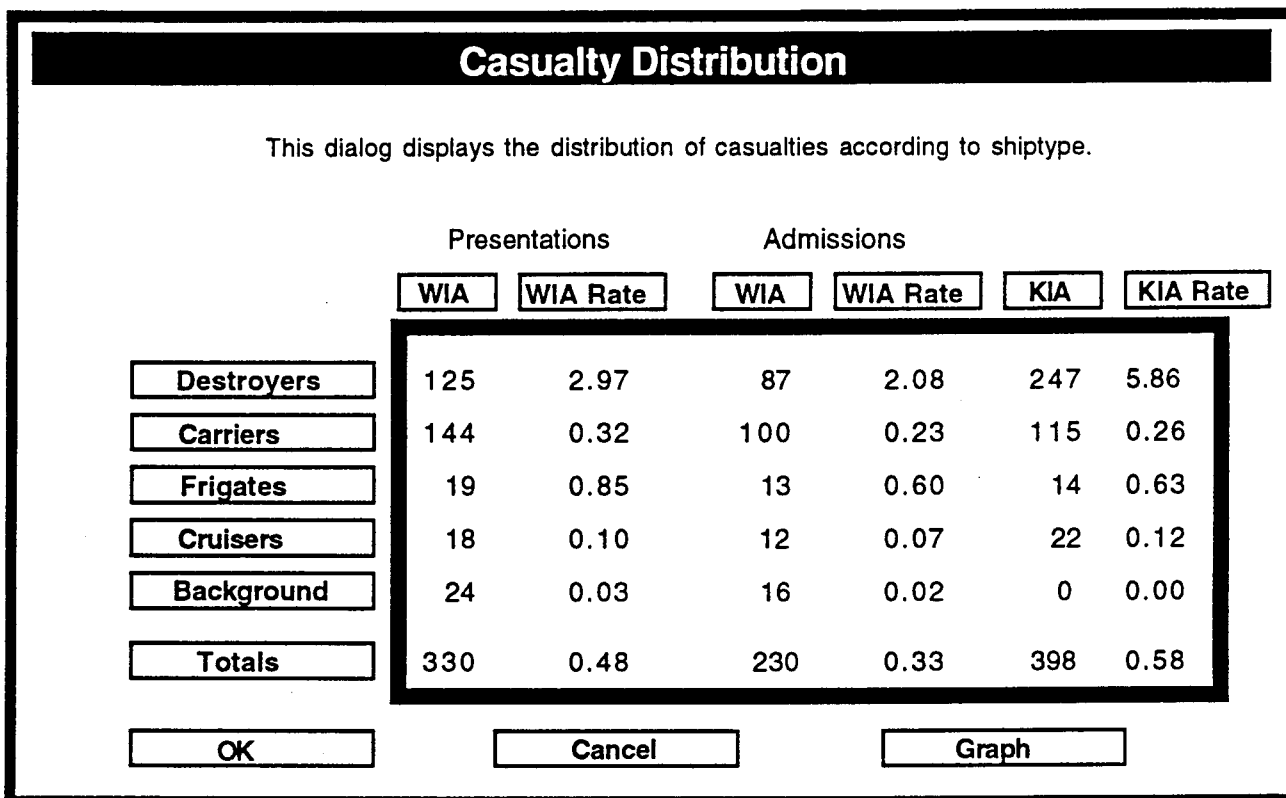 Casualty Distribution
This dialog displays the distribution of casualties according to shiptype.
Presentations Admissions
WIA WIA Rate WIA WIA Rate KIA KIA Rate
Destroyers 125 2.97 87 2.08 247 5.86
Carriers 144 0.32 100 0.23 115 0.26
Frigates 19 0.85 13 0.60 14 0.63
Cruisers 18 0.10 12 0.07 22 0.12
Background 24 0.03 16 0.02 0 0.00
Totals 330 0.48 230 0.33 398 0.58
OK Cancel Graph